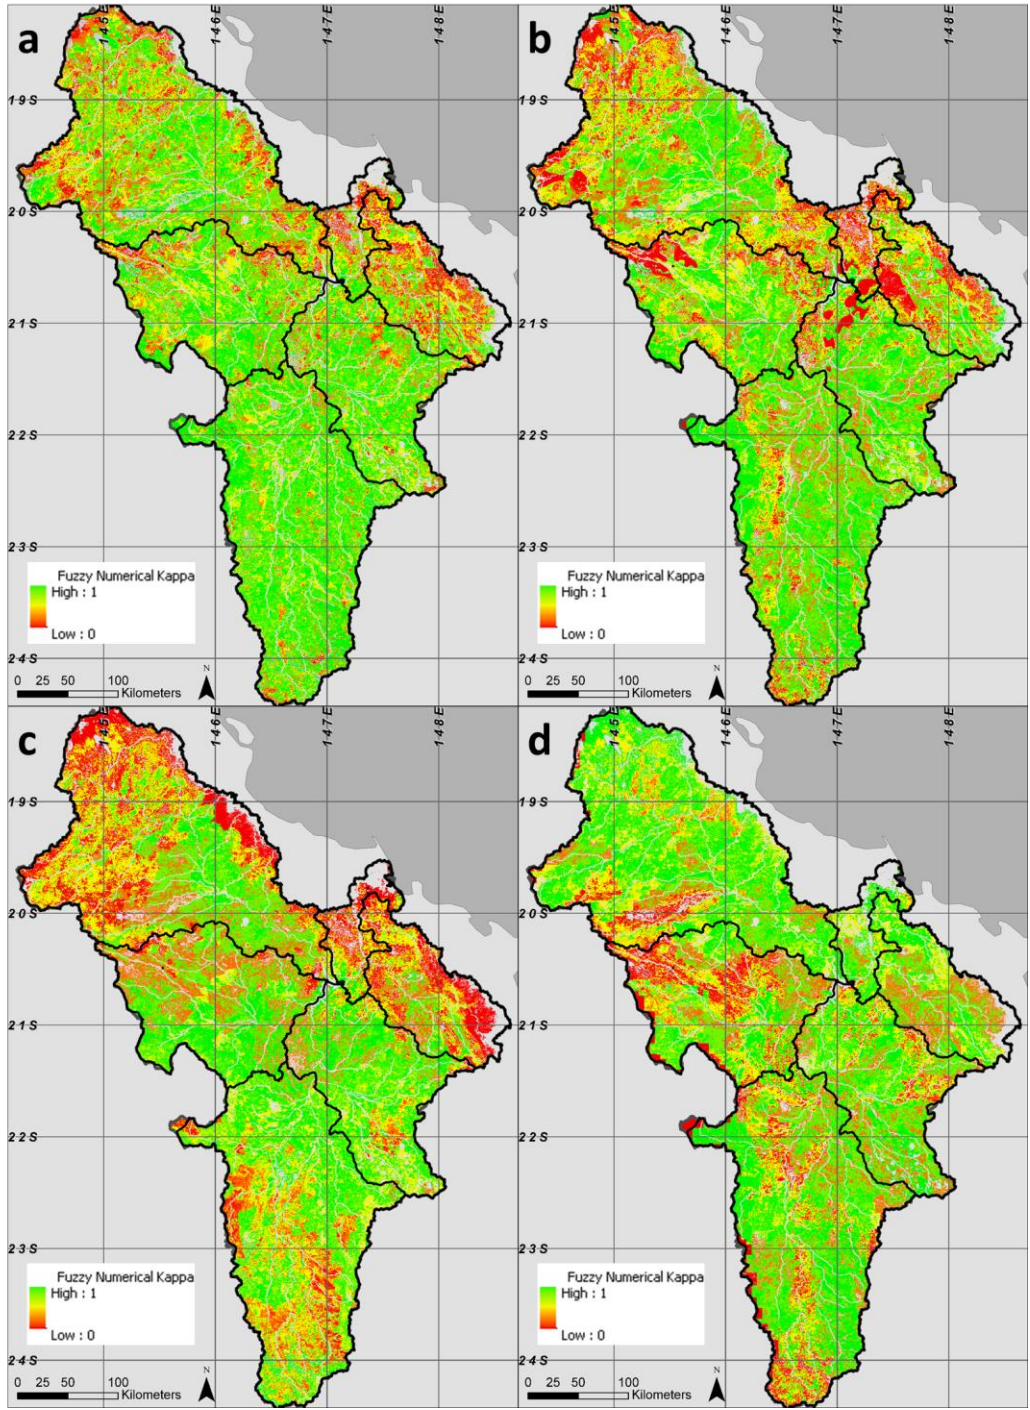 a
145E
146E
147E
148E
19S
20S
21S
22S
23S
24S
Fuzzy Numerical Kappa
High : 1
Low : 0
0 25 50 100
Kilometers
N
b
145E
146E
147E
148E
19S
20S
21S
22S
23S
24S
Fuzzy Numerical Kappa
High : 1
Low : 0
0 25 50 100
Kilometers
N
c
145E
146E
147E
148E
19S
20S
21S
22S
23S
24S
Fuzzy Numerical Kappa
High : 1
Low : 0
0 25 50 100
Kilometers
N
d
145E
146E
147E
148E
19S
20S
21S
22S
23S
24S
Fuzzy Numerical Kappa
High : 1
Low : 0
0 25 50 100
Kilometers
N